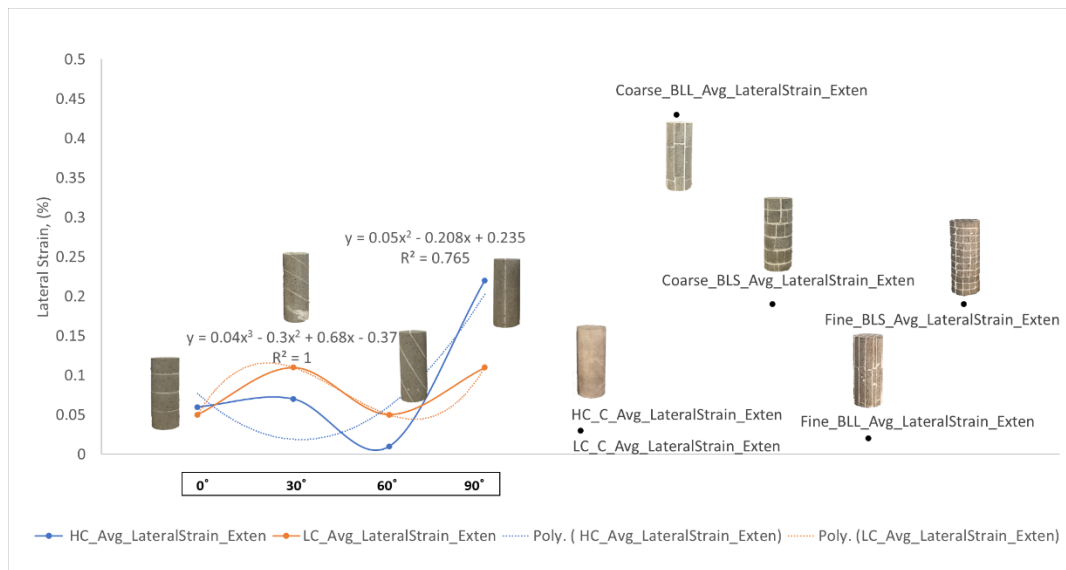 0.5
0.45
0.4
0.35
0.3
0.25
0.2
0.15
0.1
0.05
0
Lateral Strain, (%)
Coarse_BLL_Avg_LateralStrain_Exten
y = 0.05x² - 0.208x + 0.235
R² = 0.765
Coarse_BLS_Avg_LateralStrain_Exten
Fine_BLS_Avg_LateralStrain_Exten
y = 0.04x³ - 0.3x² + 0.68x - 0.37
R² = 1
HC_C_Avg_LateralStrain_Exten
Fine_BLL_Avg_LateralStrain_Exten
LC_C_Avg_LateralStrain_Exten
0˚ 30˚ 60˚ 90˚
HC_Avg_LateralStrain_Exten LC_Avg_LateralStrain_Exten Poly. ( HC_Avg_LateralStrain_Exten) Poly. (LC_Avg_LateralStrain_Exten)